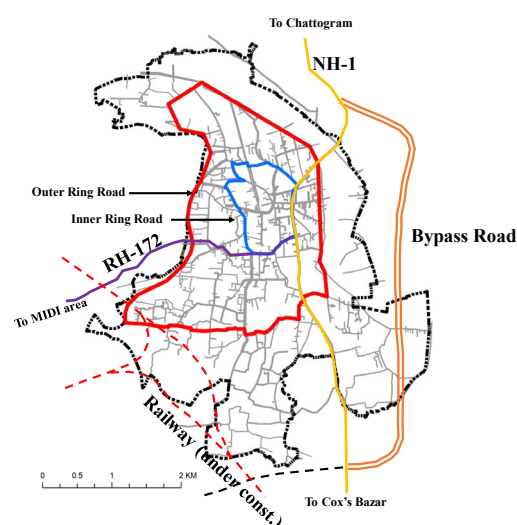 To Chattogram
NH-1
Outer Ring Road
Inner Ring Road
Bypass Road
RH-172
To MIDI area
Railway (under const.)
0 0.5 1 2 KM
To Cox's Bazar